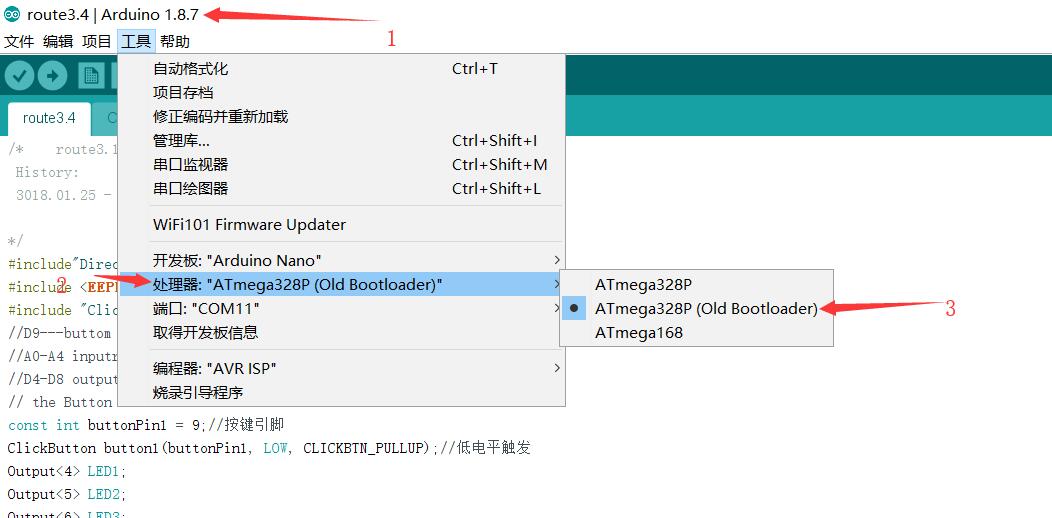 route3.4 | Arduino 1.8.7
1
文件 编辑 项目 工具 帮助
自动格式化 Ctrl+T
项目存档
修正编码并重新加载
管理库... Ctrl+Shift+I
串口监视器 Ctrl+Shift+M
串口绘图器 Ctrl+Shift+L
WiFi101 Firmware Updater
开发板: "Arduino Nano"
2
处理器: "ATmega328P (Old Bootloader)"
端口: "COM11"
取得开发板信息
编程器: "AVR ISP"
烧录引导程序
ATmega328P
ATmega328P (Old Bootloader)
3
ATmega168
route3.4
/* route3.1
History:
3018.01.25 -
*/
#include"Direc
#include <EEPR
#include "Clic
//D9---buttom
//A0-A4 inputr
//D4-D8 output
// the Button
const int buttonPin1 = 9;//按键引脚
ClickButton button1(buttonPin1, LOW, CLICKBTN_PULLUP);//低电平触发
Output<4> LED1;
Output<5> LED2;
Output<6> LED3;